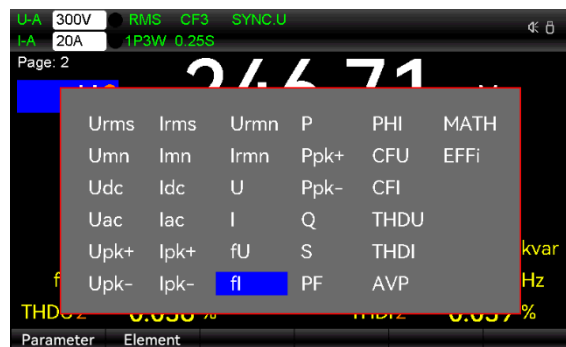 U-A 300V RMS CF3 SYNC.U
I-A 20A 1P3W 0.25S
Page: 2
246.71
Urms Irms Urmn P PHI MATH
Umn Imn Irmn Ppk+ CFU EFFi
Udc Idc U Ppk- CFI
Uac Iac I Q THDU
Upk+ Ipk+ fU S THDI kvar
Upk- Ipk- fI PF AVP Hz
%
Parameter Element